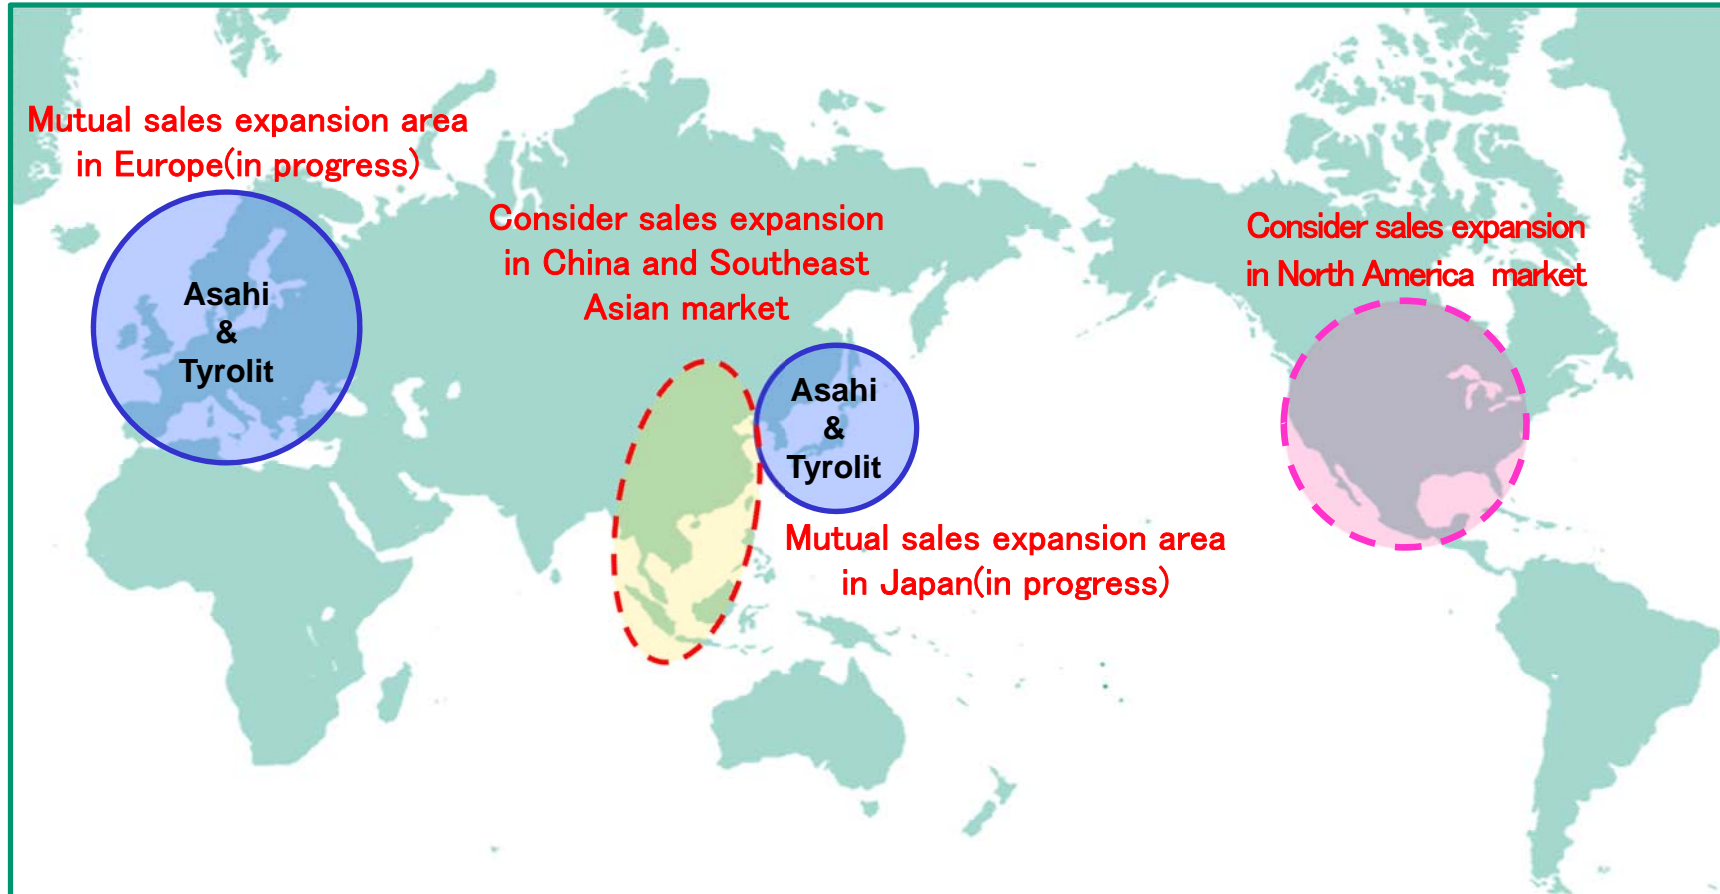 Mutual sales expansion area
in Europe(in progress)
Asahi
&
Tyrolit
Consider sales expansion
in China and Southeast
Asian market
Asahi
&
Tyrolit
Mutual sales expansion area
in Japan(in progress)
Consider sales expansion
in North America market